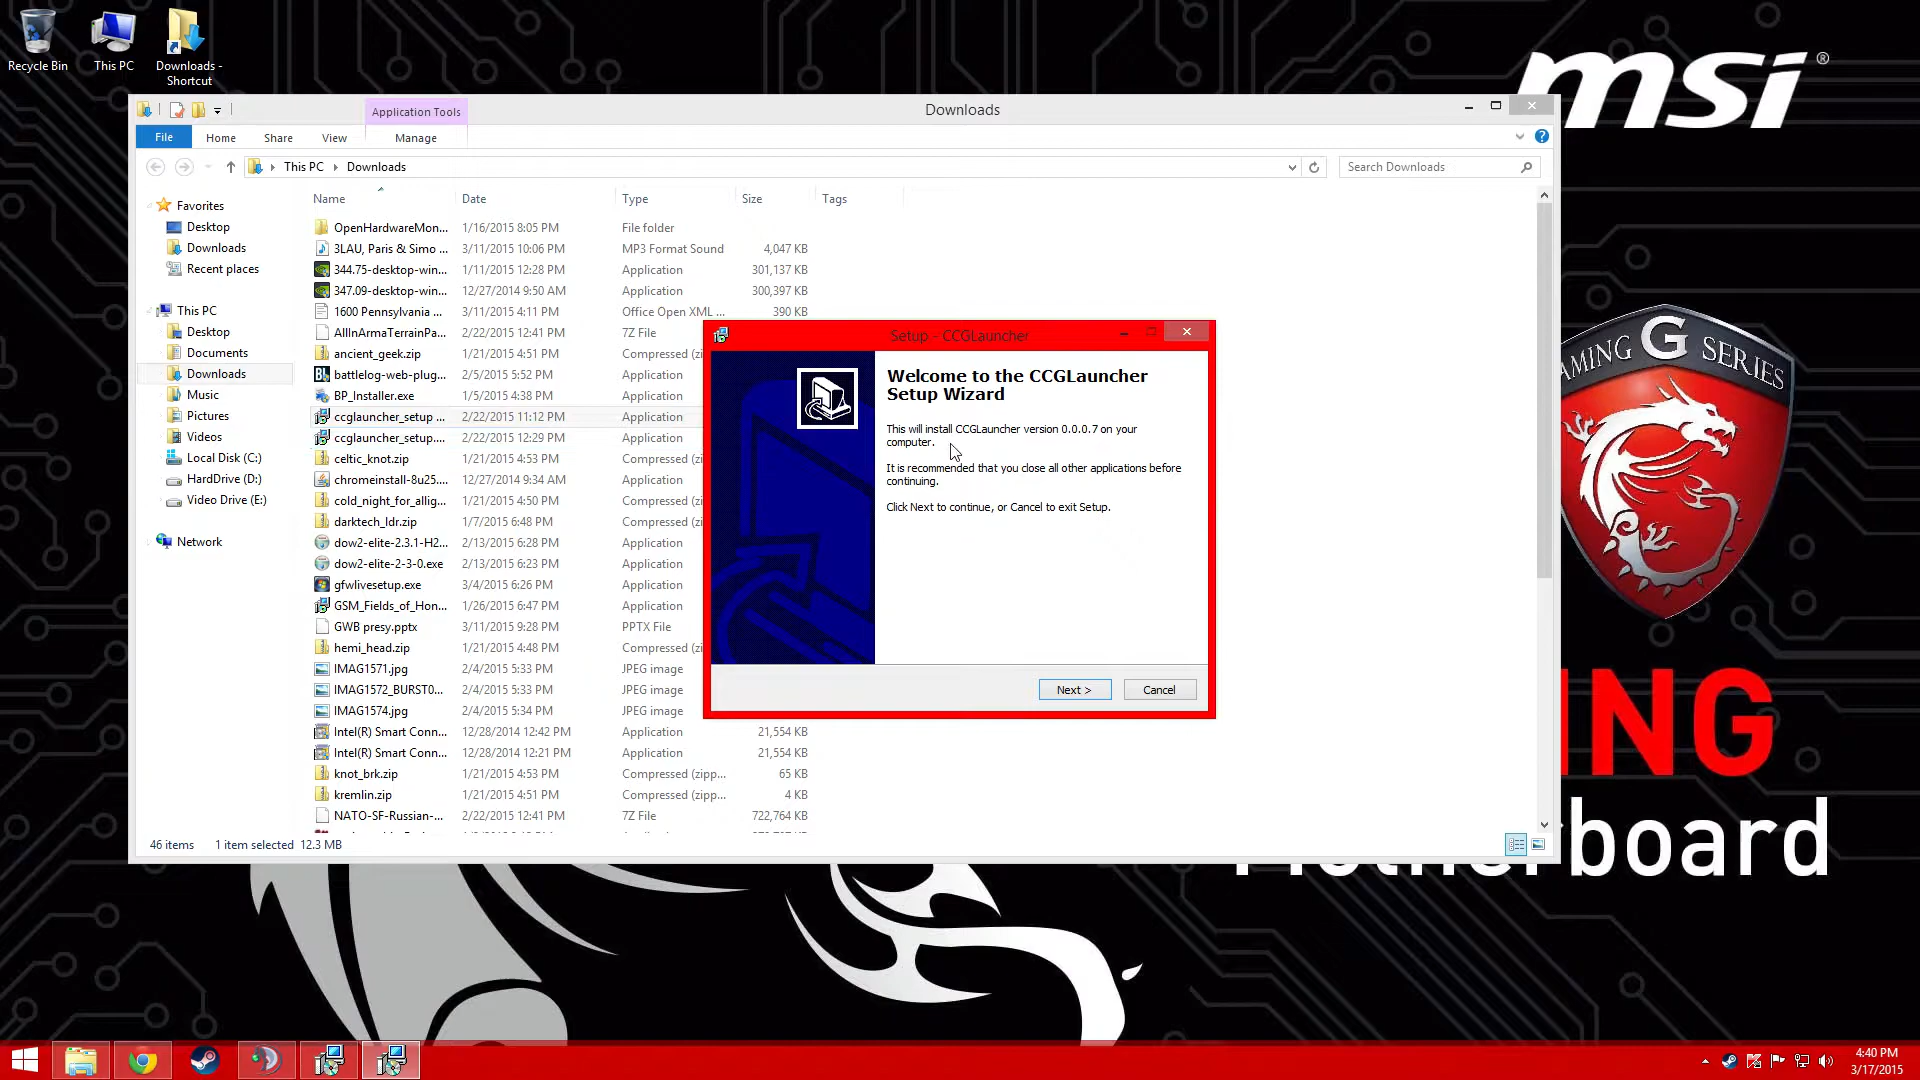 Recycle Bin
This PC
Downloads -
Shortcut
msi
®
Application Tools
Downloads
File
Home
Share
View
Manage
This PC
Downloads
Search Downloads
Name
Date
Type
Size
Tags
Favorites
Desktop
Downloads
Recent places
This PC
Desktop
Documents
Downloads
Music
Pictures
Videos
Local Disk (C:)
HardDrive (D:)
Video Drive (E:)
Network
OpenHardwareMon... 1/16/2015 8:05 PM File folder
3LAU, Paris & Simo ... 3/11/2015 10:06 PM MP3 Format Sound 4,047 KB
344.75-desktop-win... 1/11/2015 12:28 PM Application 301,137 KB
347.09-desktop-win... 12/27/2014 9:50 AM Application 300,397 KB
1600 Pennsylvania ... 3/11/2015 4:11 PM Office Open XML ... 390 KB
AllInArmaTerrainPa... 2/22/2015 12:41 PM 7Z File
ancient_geek.zip 1/21/2015 4:51 PM Compressed (zi
battlelog-web-plug... 2/5/2015 5:52 PM Application
BP_Installer.exe 1/5/2015 4:38 PM Application
ccglauncher_setup ... 2/22/2015 11:12 PM Application
ccglauncher_setup.... 2/22/2015 12:29 PM Application
celtic_knot.zip 1/21/2015 4:53 PM Compressed (zi
chromeinstall-8u25.... 12/27/2014 9:34 AM Application
cold_night_for_allig... 1/21/2015 4:50 PM Compressed (zi
darktech_ldr.zip 1/7/2015 6:48 PM Compressed (zi
dow2-elite-2.3.1-H2... 2/13/2015 6:28 PM Application
dow2-elite-2-3-0.exe 2/13/2015 6:23 PM Application
gfwlivesetup.exe 3/4/2015 6:26 PM Application
GSM_Fields_of_Hon... 1/26/2015 6:47 PM Application
GWB presy.pptx 3/11/2015 9:28 PM PPTX File
hemi_head.zip 1/21/2015 4:48 PM Compressed (zi
IMAG1571.jpg 2/4/2015 5:33 PM JPEG image
IMAG1572_BURST0... 2/4/2015 5:33 PM JPEG image
IMAG1574.jpg 2/4/2015 5:34 PM JPEG image
Intel(R) Smart Conn... 12/28/2014 12:42 PM Application 21,554 KB
Intel(R) Smart Conn... 12/28/2014 12:21 PM Application 21,554 KB
knot_brk.zip 1/21/2015 4:53 PM Compressed (zipp... 65 KB
kremlin.zip 1/21/2015 4:51 PM Compressed (zipp... 4 KB
NATO-SF-Russian-... 2/22/2015 12:41 PM 7Z File 722,764 KB
46 items
1 item selected 12.3 MB
Setup - CCGLauncher
Welcome to the CCGLauncher
Setup Wizard
This will install CCGLauncher version 0.0.0.7 on your
computer.
It is recommended that you close all other applications before
continuing.
Click Next to continue, or Cancel to exit Setup.
Next >
Cancel
AMING G SERIES
ING
board
4:40 PM
3/17/2015